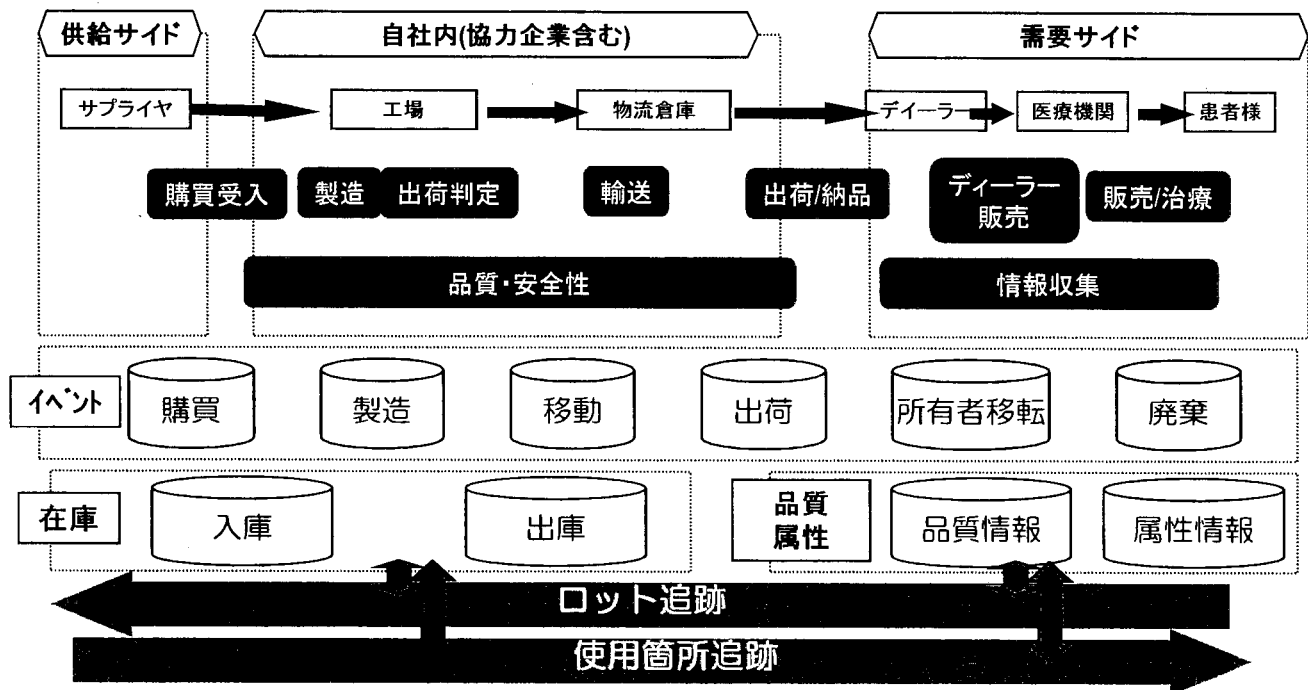 供給サイド
自社内(協力企業含む)
需要サイド
サプライヤ
工場
物流倉庫
デイーラー
医療機関
患者様
購買受入
製造
出荷判定
輸送
出荷/納品
ディーラー
販売
販売/治療
品質・安全性
情報収集
イベント
購買
製造
移動
出荷
所有者移転
廃棄
在庫
入庫
出庫
品質
属性
品質情報
属性情報
ロット追跡
使用箇所追跡